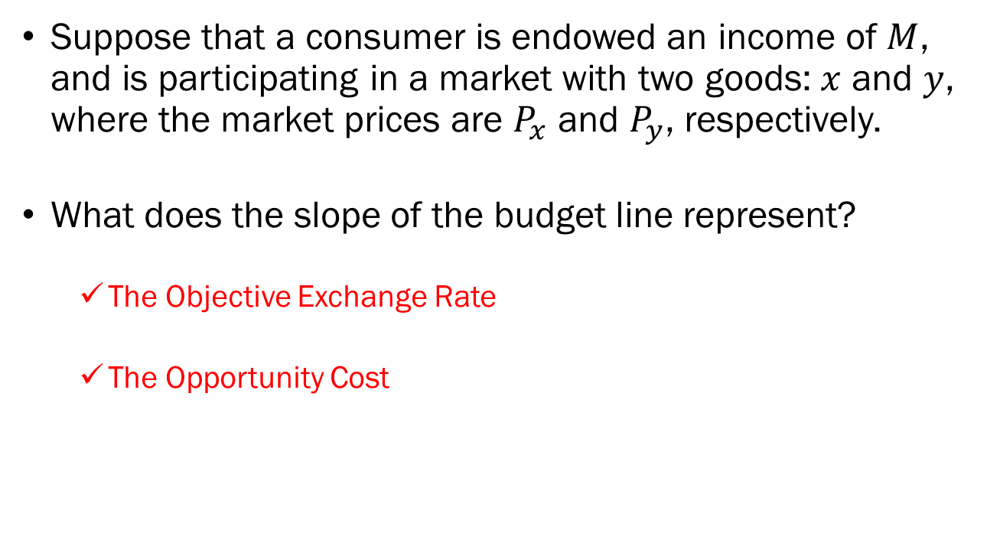 • Suppose that a consumer is endowed an income of 𝑀,
and is participating in a market with two goods: 𝑥 and 𝑦,
where the market prices are 𝑃ₓ and 𝑃_𝑦, respectively.
• What does the slope of the budget line represent?
✓ The Objective Exchange Rate
✓ The Opportunity Cost